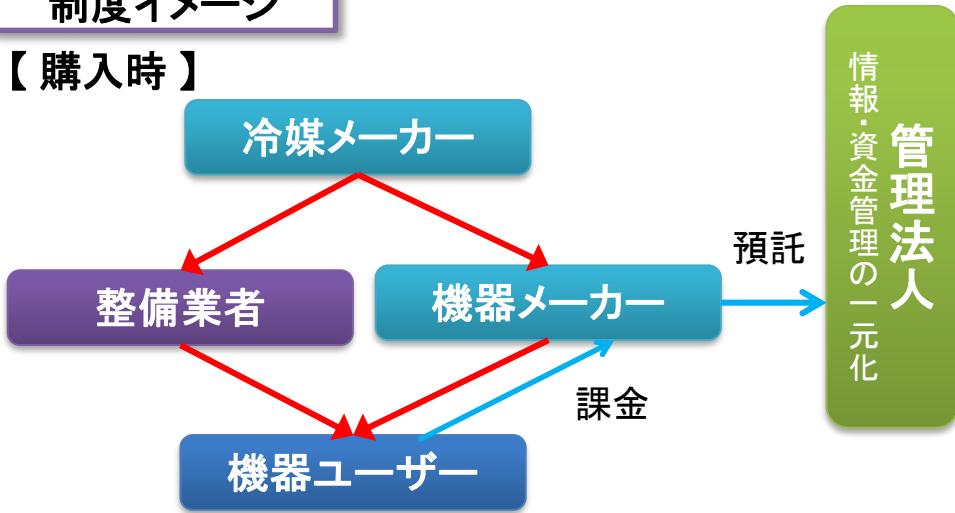 制度イメージ
【 購入時 】
冷媒メーカー
整備業者
機器メーカー
預託
課金
機器ユーザー
管理法人
情報・資金管理の一元化